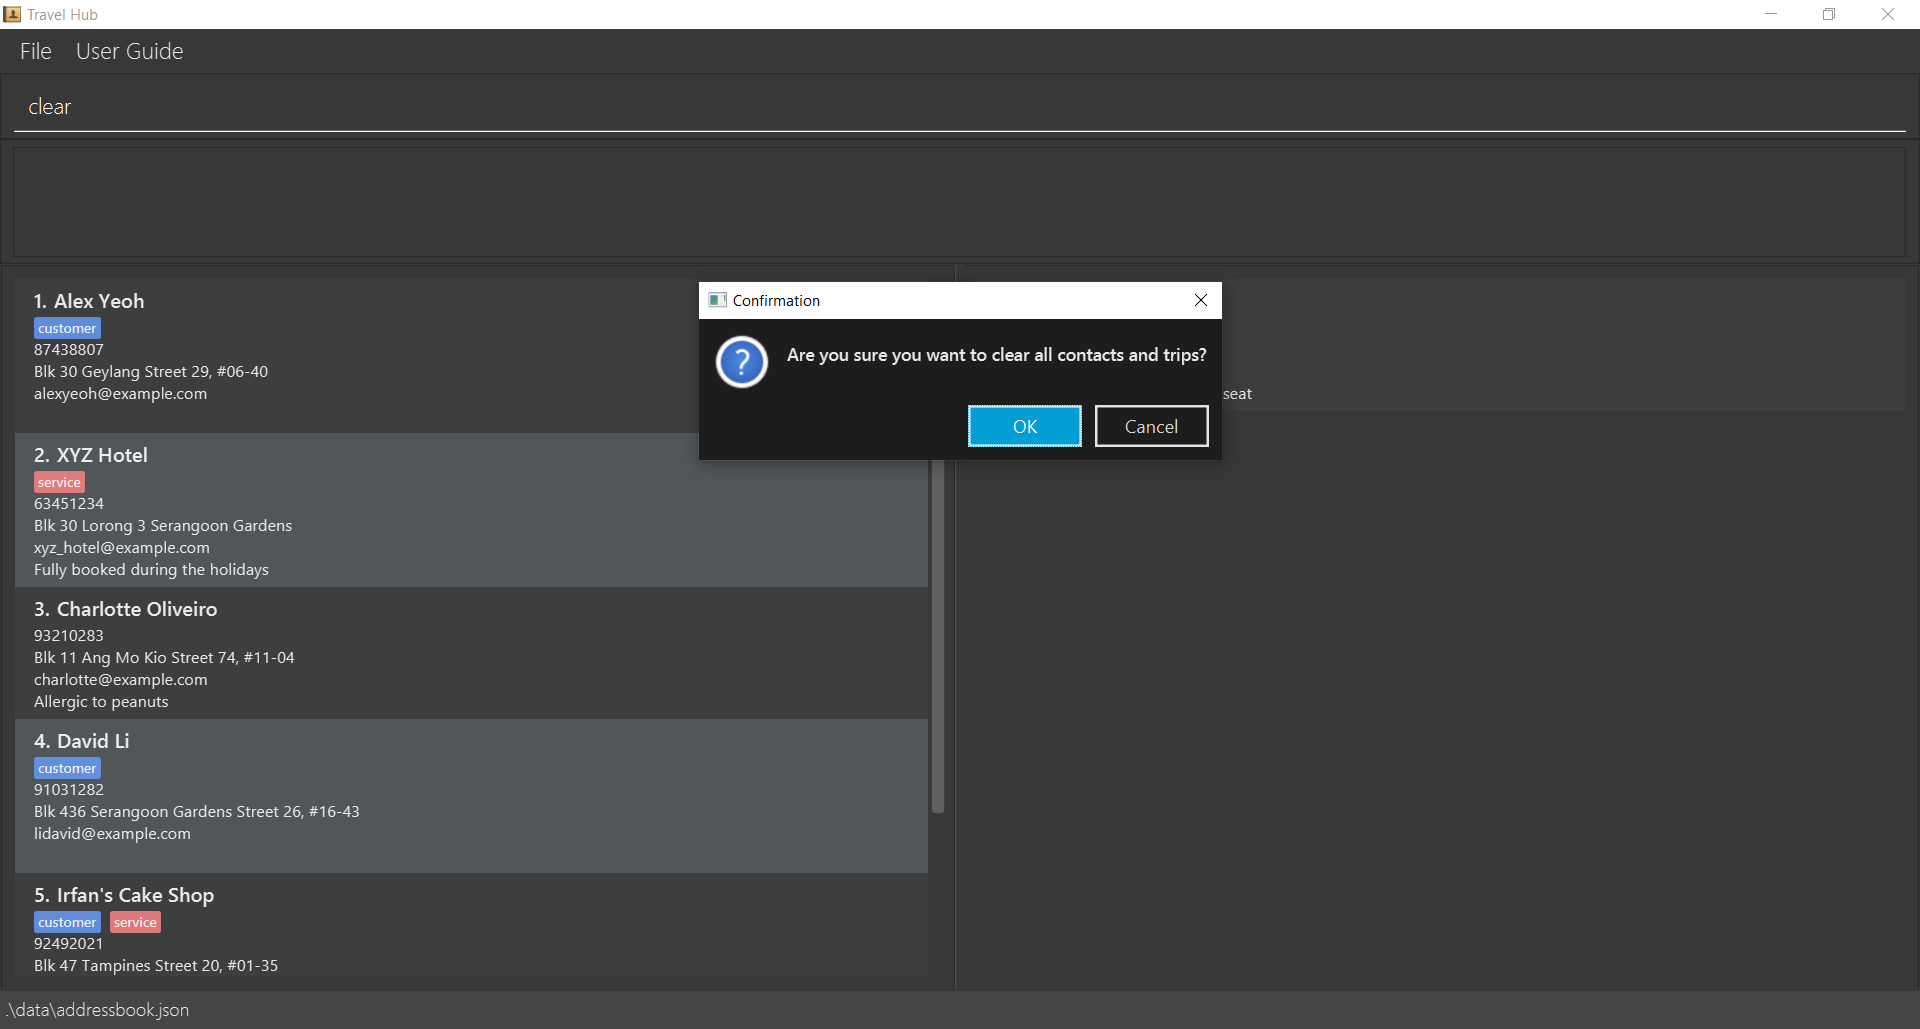 Travel Hub
File User Guide
clear
1. Alex Yeoh
customer
87438807
Blk 30 Geylang Street 29, #06-40
alexyeoh@example.com
2. XYZ Hotel
service
63451234
Blk 30 Lorong 3 Serangoon Gardens
xyz_hotel@example.com
Fully booked during the holidays
3. Charlotte Oliveiro
93210283
Blk 11 Ang Mo Kio Street 74, #11-04
charlotte@example.com
Allergic to peanuts
4. David Li
customer
91031282
Blk 436 Serangoon Gardens Street 26, #16-43
lidavid@example.com
5. Irfan's Cake Shop
customer service
92492021
Blk 47 Tampines Street 20, #01-35
Confirmation
?
Are you sure you want to clear all contacts and trips?
OK Cancel
seat
.\data\addressbook.json